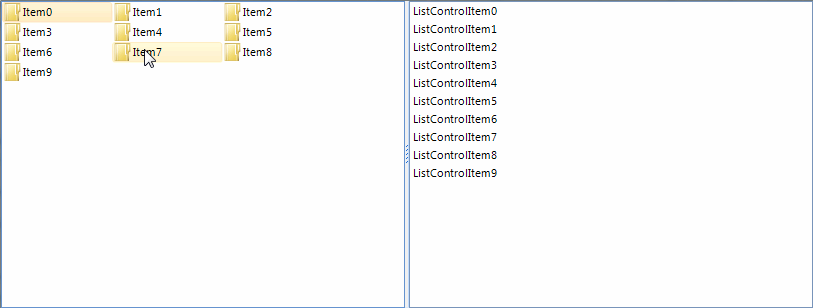 Item0 Item1 Item2
Item3 Item4 Item5
Item6 Item7 Item8
Item9
ListControlItem0
ListControlItem1
ListControlItem2
ListControlItem3
ListControlItem4
ListControlItem5
ListControlItem6
ListControlItem7
ListControlItem8
ListControlItem9